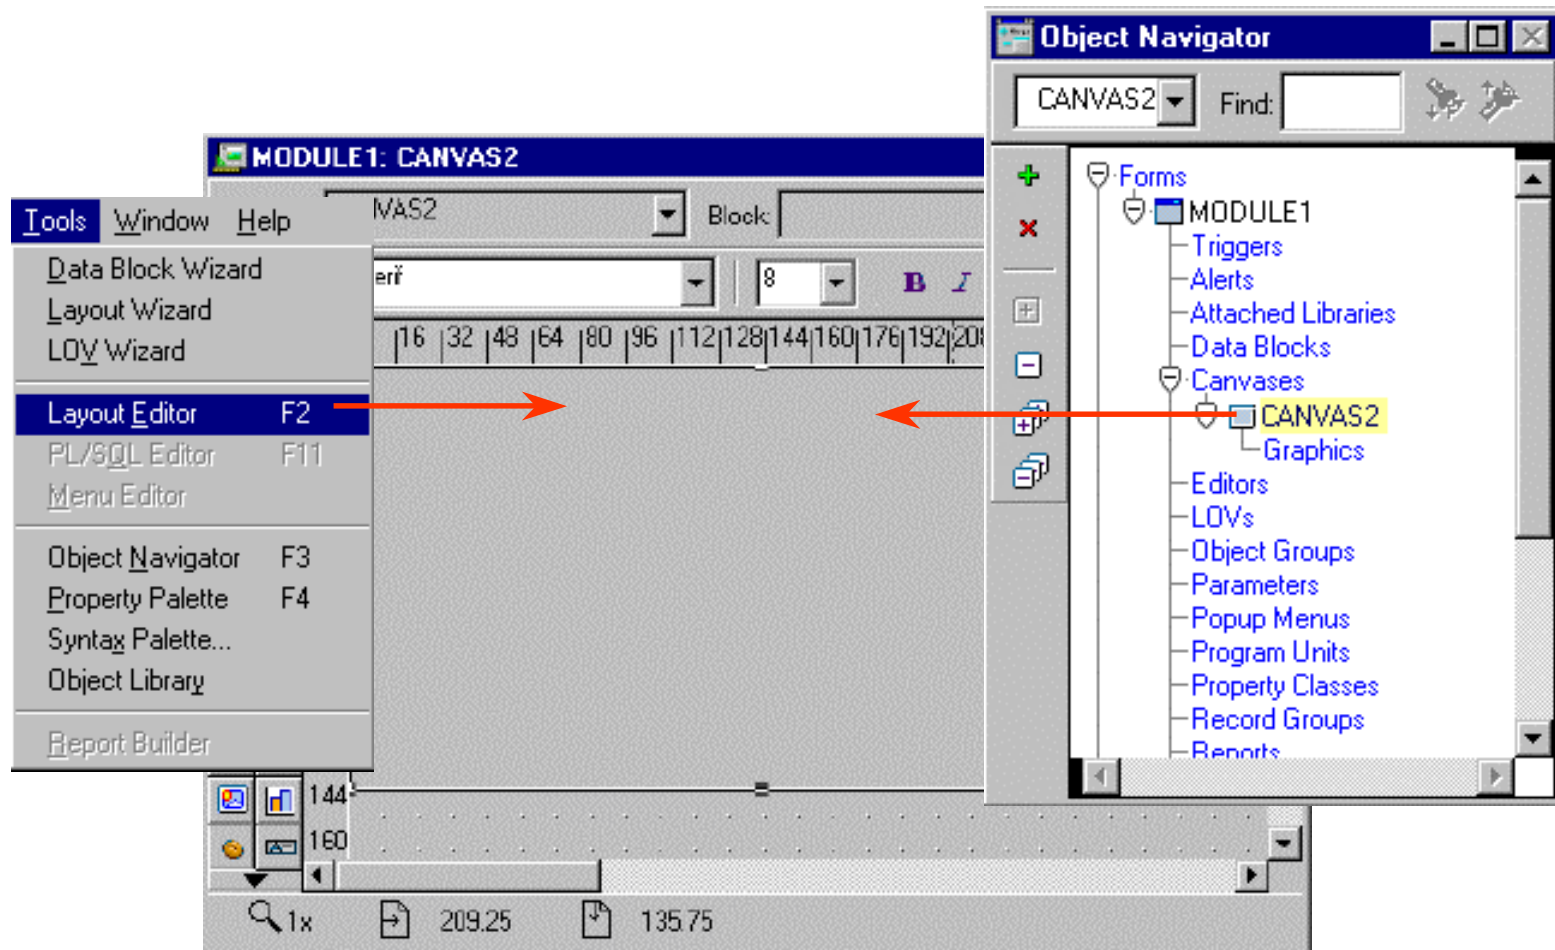 Object Navigator
CANVAS2 Find:
Forms
MODULE1
Triggers
Alerts
Attached Libraries
Data Blocks
Canvases
CANVAS2
Graphics
Editors
LOVs
Object Groups
Parameters
Popup Menus
Program Units
Property Classes
Record Groups
Reports
MODULE1: CANVAS2
VAS2 Block:
erif 8 B I
16 32 48 64 80 96 112 128 144 160 176 192 208
Tools Window Help
Data Block Wizard
Layout Wizard
LOV Wizard
Layout Editor F2
PL/SQL Editor F11
Menu Editor
Object Navigator F3
Property Palette F4
Syntax Palette...
Object Library
Report Builder
144
160
1x 209.25 135.75